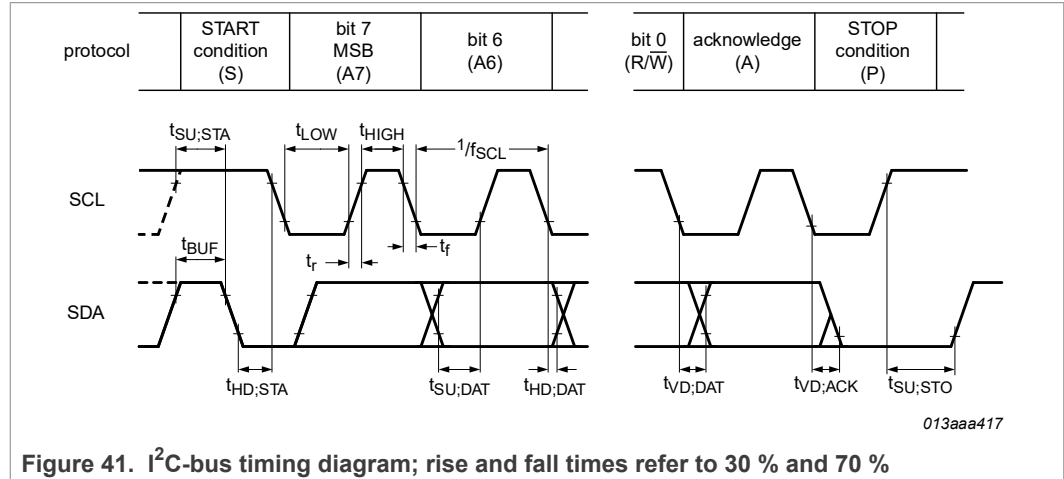 protocol
START
condition
(S)
bit 7
MSB
(A7)
bit 6
(A6)
bit 0
(R/W̅)
acknowledge
(A)
STOP
condition
(P)
tSU;STA
tLOW
tHIGH
1/fSCL
SCL
tBUF
tr
tf
SDA
tHD;STA
tSU;DAT
tHD;DAT
tVD;DAT
tVD;ACK
tSU;STO
013aaa417
Figure 41. I²C-bus timing diagram; rise and fall times refer to 30 % and 70 %